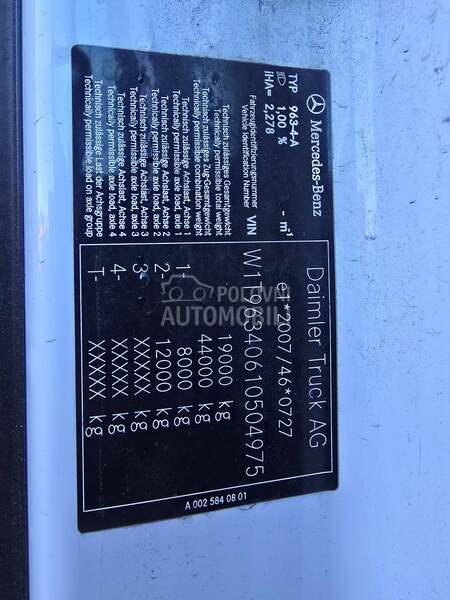 Mercedes-Benz
Daimler Truck AG
TYP 963-4-A
- m¹
e1*2007/46*0727
1,00 %
iHA= 2,278
Fahrzeugidentifizierungsnummer
Vehicle Identification Number
VIN
W1T96340610504975
Technisch zulässiges Gesamtgewicht
Technically permissible total weight
19000 kg
Technisch zulässiges Zug-Gesamtgewicht
Technically permissible combination weight
44000 kg
Technisch zulässige Achslast, Achse 1
Technically permissible axle load, axle 1
1- 8000 kg
Technisch zulässige Achslast, Achse 2
Technically permissible axle load, axle 2
2- 12000 kg
Technisch zulässige Achslast, Achse 3
Technically permissible axle load, axle 3
3- XXXXX kg
Technisch zulässige Achslast, Achse 4
Technically permissible axle load, axle 4
4- XXXXX kg
Technisch zulässige Last der Achsgruppe
Technically permissible load on axle group
T- XXXXX kg
A 002 584 08 01
POLOVNI
AUTOMOBILI